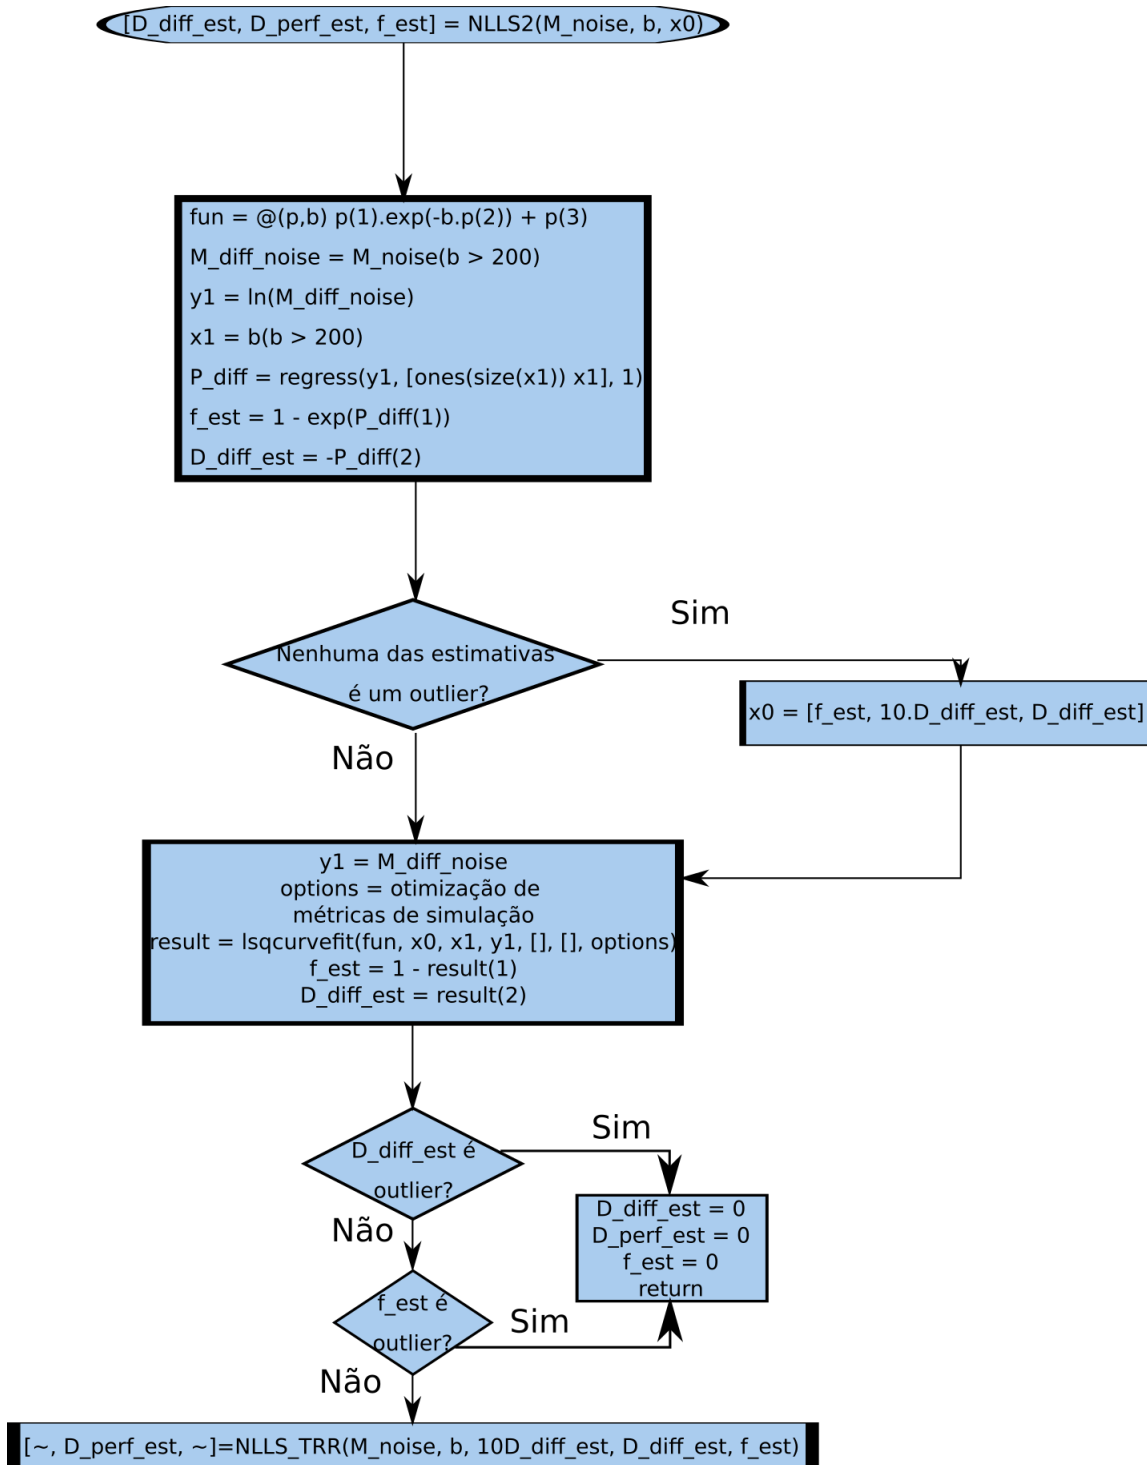 [D_diff_est, D_perf_est, f_est] = NLLS2(M_noise, b, x0)
fun = @(p,b) p(1).exp(-b.p(2)) + p(3)
M_diff_noise = M_noise(b > 200)
y1 = ln(M_diff_noise)
x1 = b(b > 200)
P_diff = regress(y1, [ones(size(x1)) x1], 1)
f_est = 1 - exp(P_diff(1))
D_diff_est = -P_diff(2)
Nenhuma das estimativas
é um outlier?
Sim
x0 = [f_est, 10.D_diff_est, D_diff_est]
Não
y1 = M_diff_noise
options = otimização de
métricas de simulação
result = lsqcurvefit(fun, x0, x1, y1, [], [], options)
f_est = 1 - result(1)
D_diff_est = result(2)
D_diff_est é
outlier?
Sim
Não
D_diff_est = 0
D_perf_est = 0
f_est = 0
return
f_est é
outlier?
Sim
Não
[~, D_perf_est, ~]=NLLS_TRR(M_noise, b, 10D_diff_est, D_diff_est, f_est)